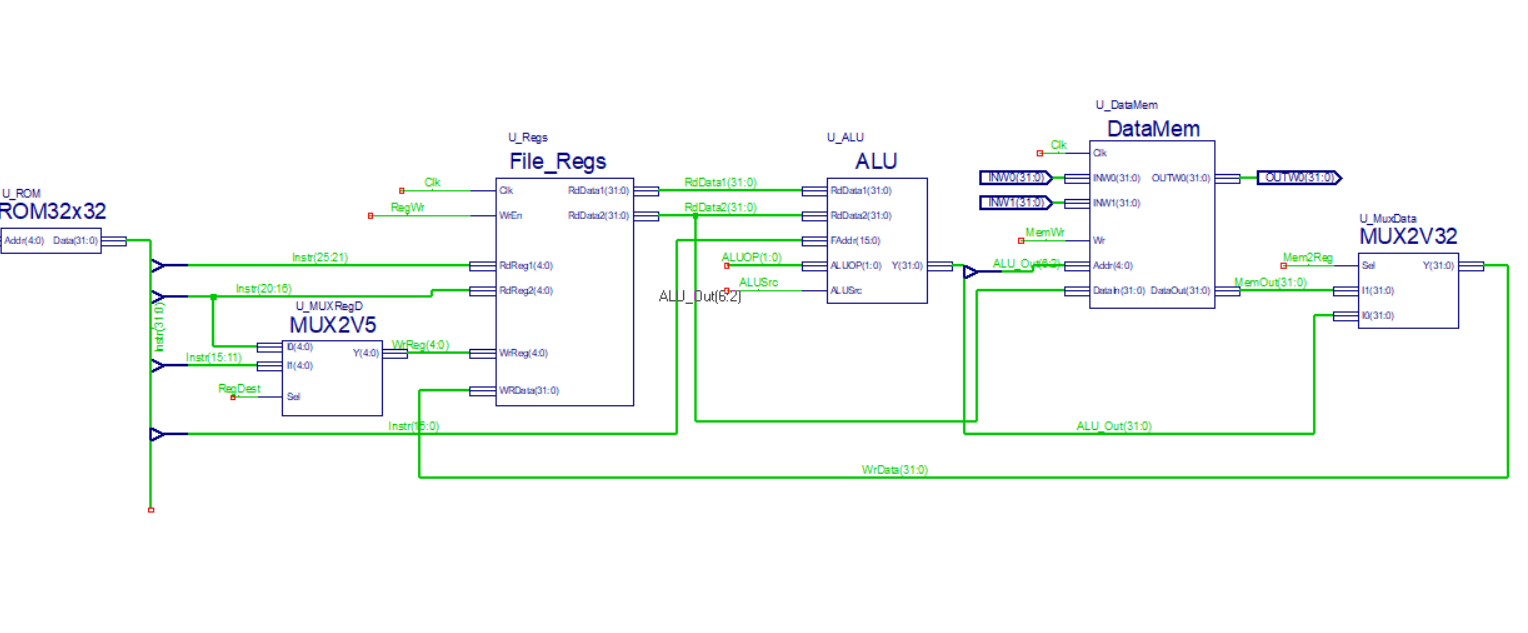 U_ROM
ROM32x32
Addr(4:0) Data(31:0)
Instr(31:0)
Instr(25:21)
Instr(20:16)
Instr(15:11)
RegDest
Instr(15:0)
U_MUXRegD
MUX2V5
I0(4:0)
Y(4:0)
I1(4:0)
Sel
WrReg(4:0)
U_Regs
File_Regs
Clk
Clk
RdData1(31:0)
RegWr
WrEn
RdData2(31:0)
RdReg1(4:0)
RdReg2(4:0)
WrReg(4:0)
WRData(31:0)
RdData1(31:0)
RdData2(31:0)
ALUOP(1:0)
ALUSrc
ALU_Out(6:2)
U_ALU
ALU
RdData1(31:0)
RdData2(31:0)
FAddr(15:0)
ALUOP(1:0) Y(31:0)
ALUSrc
ALU_Out(6:2)
U_DataMem
DataMem
Clk
Clk
INW0(31:0)
INW0(31:0) OUTW0(31:0)
OUTW0(31:0)
INW1(31:0)
INW1(31:0)
MemWr
Wr
Addr(4:0)
DataIn(31:0) DataOut(31:0)
MemOut(31:0)
Mem2Reg
U_MuxData
MUX2V32
Sel
Y(31:0)
I1(31:0)
I0(31:0)
ALU_Out(31:0)
WrData(31:0)